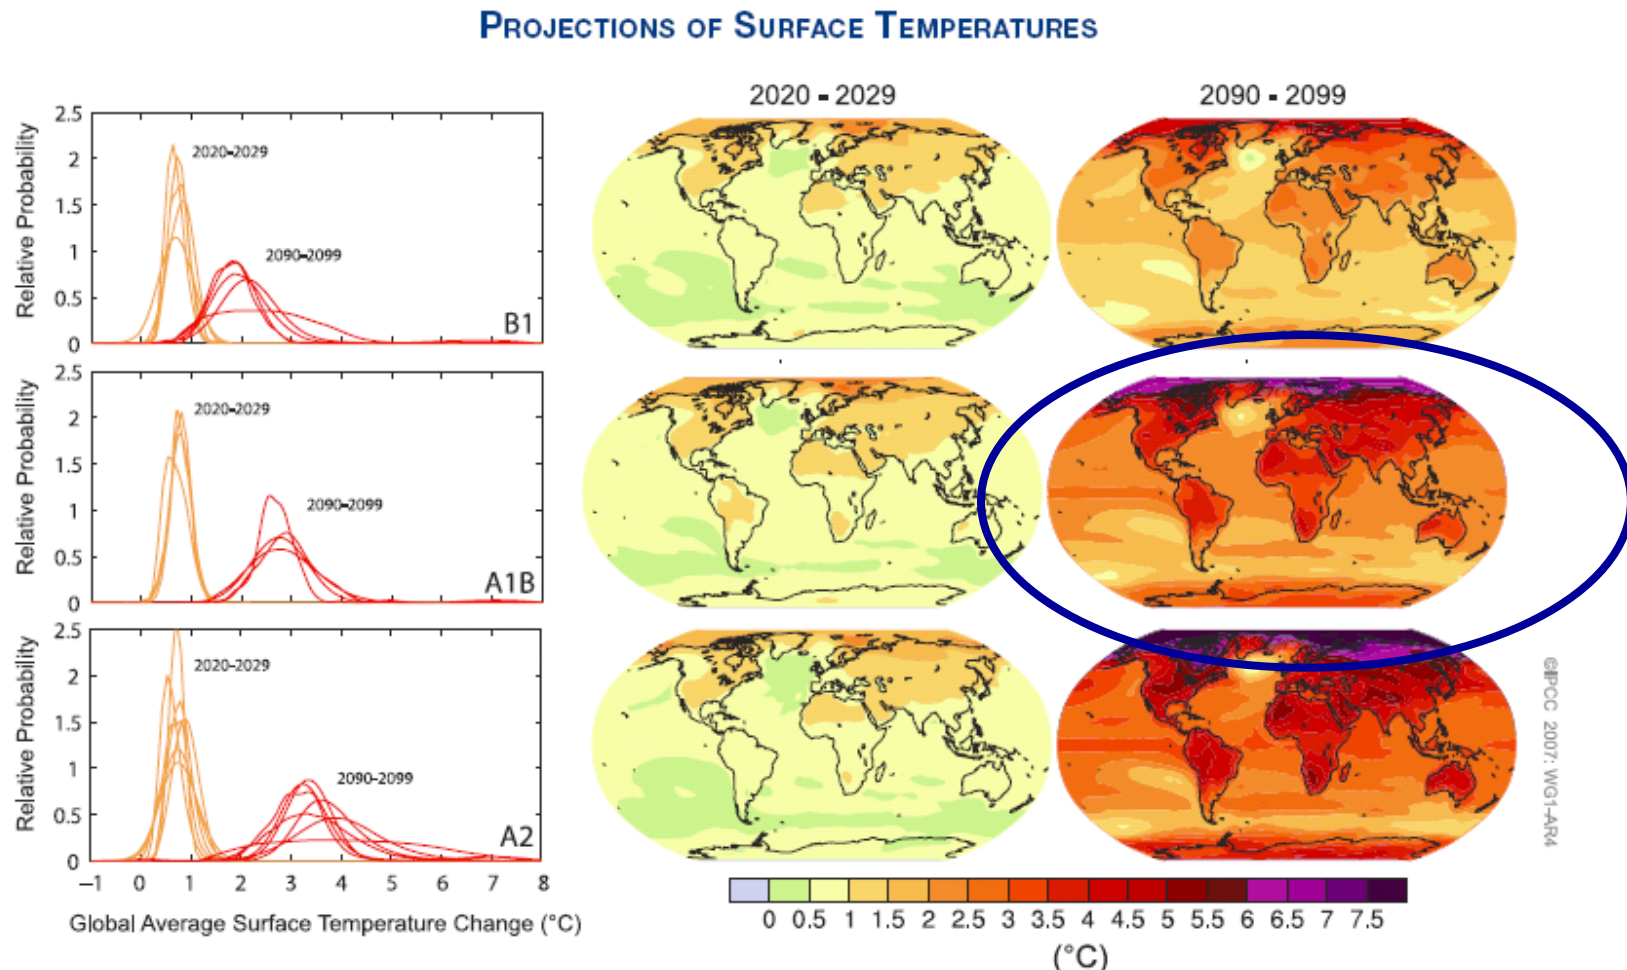 PROJECTIONS OF SURFACE TEMPERATURES
2020 - 2029
2090 - 2099
Relative Probability
2.5
2
1.5
1
0.5
0
2020-2029
2090-2099
B1
Relative Probability
2.5
2
1.5
1
0.5
0
2020-2029
2090-2099
A1B
Relative Probability
2.5
2
1.5
1
0.5
0
2020-2029
2090-2099
A2
-1 0 1 2 3 4 5 6 7 8
Global Average Surface Temperature Change (°C)
0 0.5 1 1.5 2 2.5 3 3.5 4 4.5 5 5.5 6 6.5 7 7.5
(°C)
©IPCC 2007: WG1-AR4